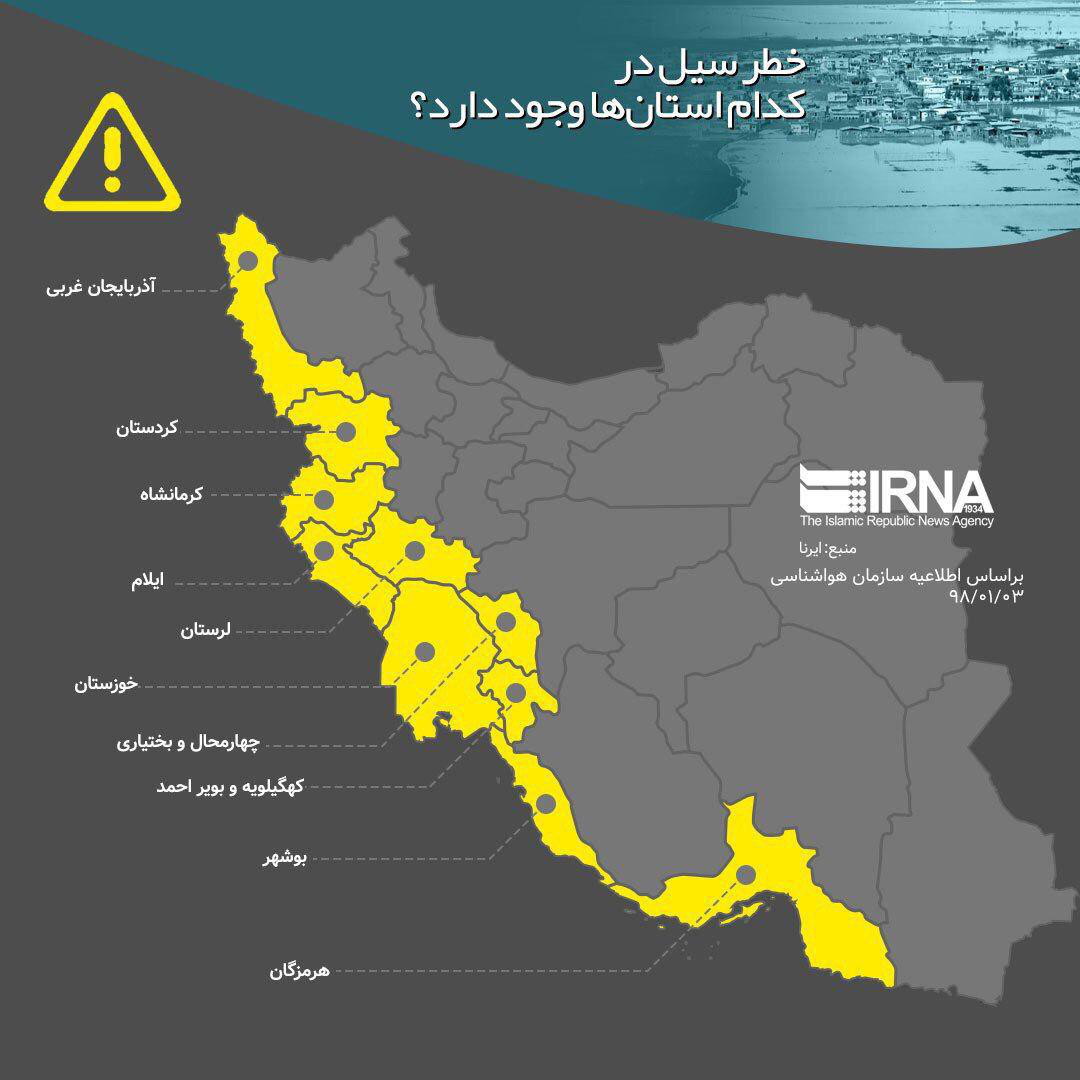 خطر سیل در
کدام استان‌ها وجود دارد؟
آذربایجان غربی
کردستان
کرمانشاه
IRNA
1934
The Islamic Republic News Agency
منبع: ایرنا
براساس اطلاعیه سازمان هواشناسی
۹۸/۰۱/۰۳
ایلام
لرستان
خوزستان
چهارمحال و بختیاری
کهگیلویه و بویر احمد
بوشهر
هرمزگان